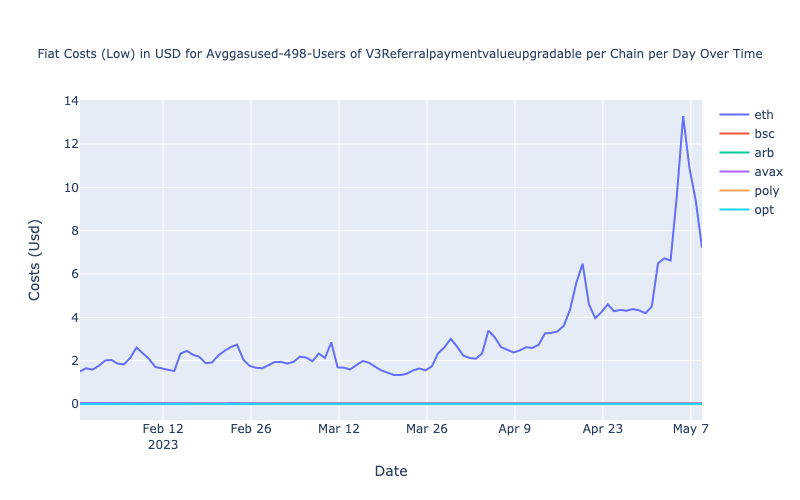 Fiat Costs (Low) in USD for Avggasused-498-Users of V3Referralpaymentvalueupgradable per Chain per Day Over Time
14
12
10
8
6
4
2
0
Costs (Usd)
Feb 12
2023
Feb 26
Mar 12
Mar 26
Apr 9
Apr 23
May 7
Date
eth
bsc
arb
avax
poly
opt